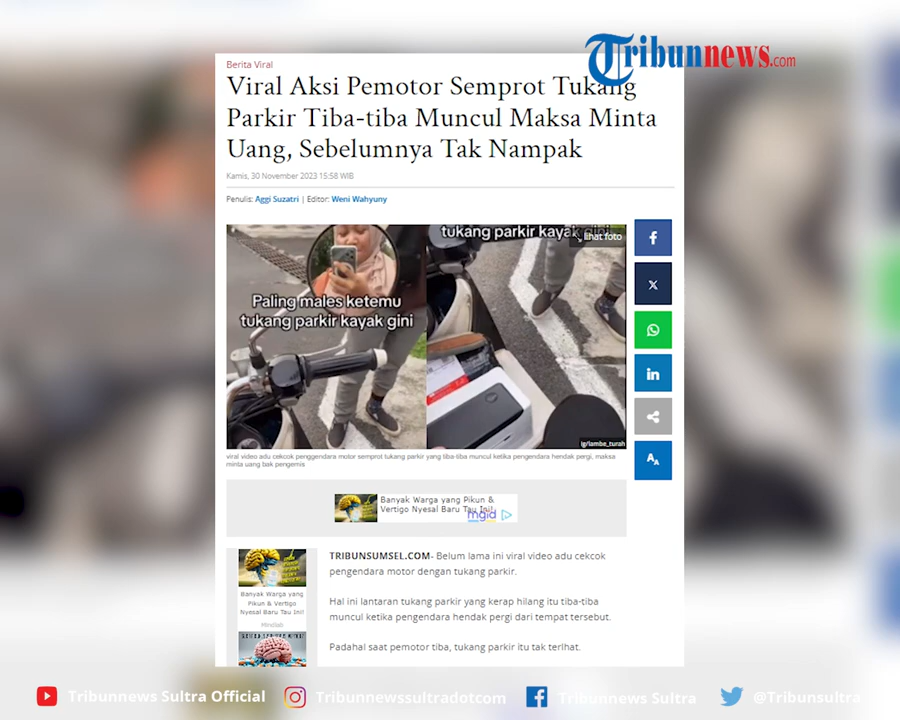 Tribunnews.com
Berita Viral
Viral Aksi Pemotor Semprot Tukang
Parkir Tiba-tiba Muncul Maksa Minta
Uang, Sebelumnya Tak Nampak
Kamis, 30 November 2023 15:58 WIB
Penulis: Aggi Suzatri | Editor: Weni Wahyuny
tukang parkir kayak gini
lihat foto
Paling males ketemu
tukang parkir kayak gini
ig/lambe_turah
viral video adu cekcok penggendara motor semprot tukang parkir yang tiba-tiba muncul ketika pengendara hendak pergi, maksa
minta uang bak pengemis
Banyak Warga yang Pikun &
Vertigo Nyesal Baru Tau Ini!
mgid
TRIBUNSUMSEL.COM- Belum lama ini viral video adu cekcok
pengendara motor dengan tukang parkir.
Hal ini lantaran tukang parkir yang kerap hilang itu tiba-tiba
muncul ketika pengendara hendak pergi dari tempat tersebut.
Padahal saat pemotor tiba, tukang parkir itu tak terlihat.
Banyak Warga yang
Pikun & Vertigo
Nyesal Baru Tau Ini!
Mindlab
Tribunnews Sultra Official
Tribunnewssultradotcom
Tribunnews Sultra
@Tribunsultra